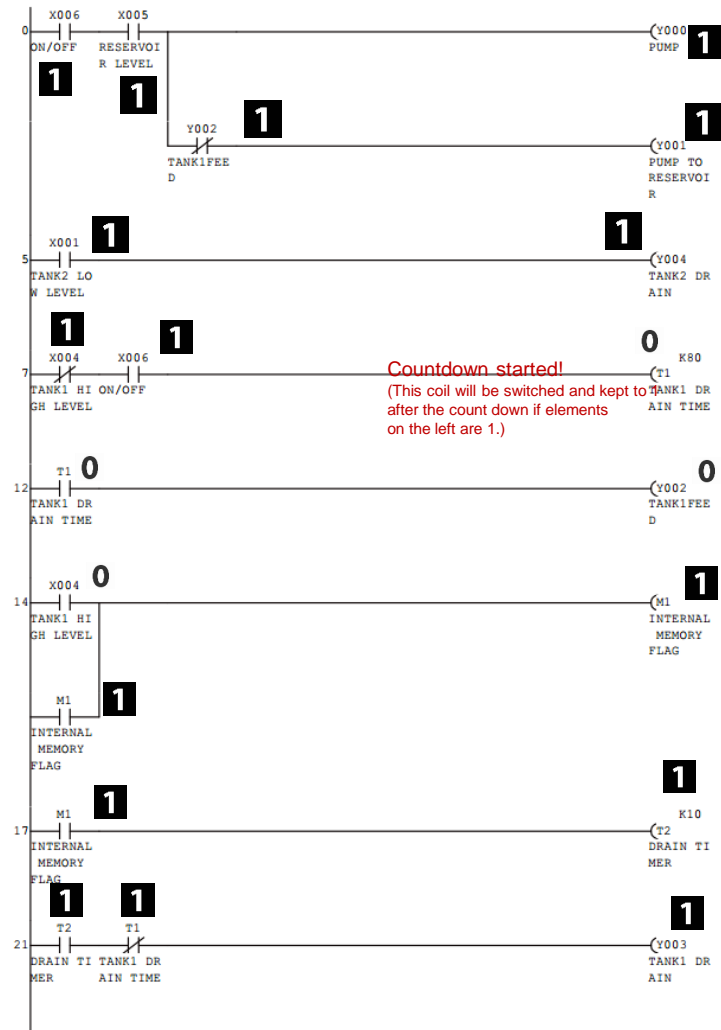 X006 X005
0 (Y000
ON/OFF RESERVOI PUMP 1
R LEVEL
1 1
Y002 1 1
(Y001
TANK1FEE PUMP TO
D RESERVOI
R
X001 1 1
5 (Y004
TANK2 LO TANK2 DR
W LEVEL AIN
1 1 0
X004 X006 K80
7 Countdown started! (T1
TANK1 HI ON/OFF (This coil will be switched and kept to 1 TANK1 DR
GH LEVEL after the count down if elements AIN TIME
on the left are 1.)
T1 0 0
12 (Y002
TANK1 DR TANK1FEE
AIN TIME D
X004 0 1
14 (M1
TANK1 HI INTERNAL
GH LEVEL MEMORY
FLAG
M1 1
INTERNAL
MEMORY
FLAG
1
M1 1 K10
17 (T2
INTERNAL DRAIN TI
MEMORY MER
FLAG
1 1 1
T2 T1
21 (Y003
DRAIN TI TANK1 DR TANK1 DR
MER AIN TIME AIN